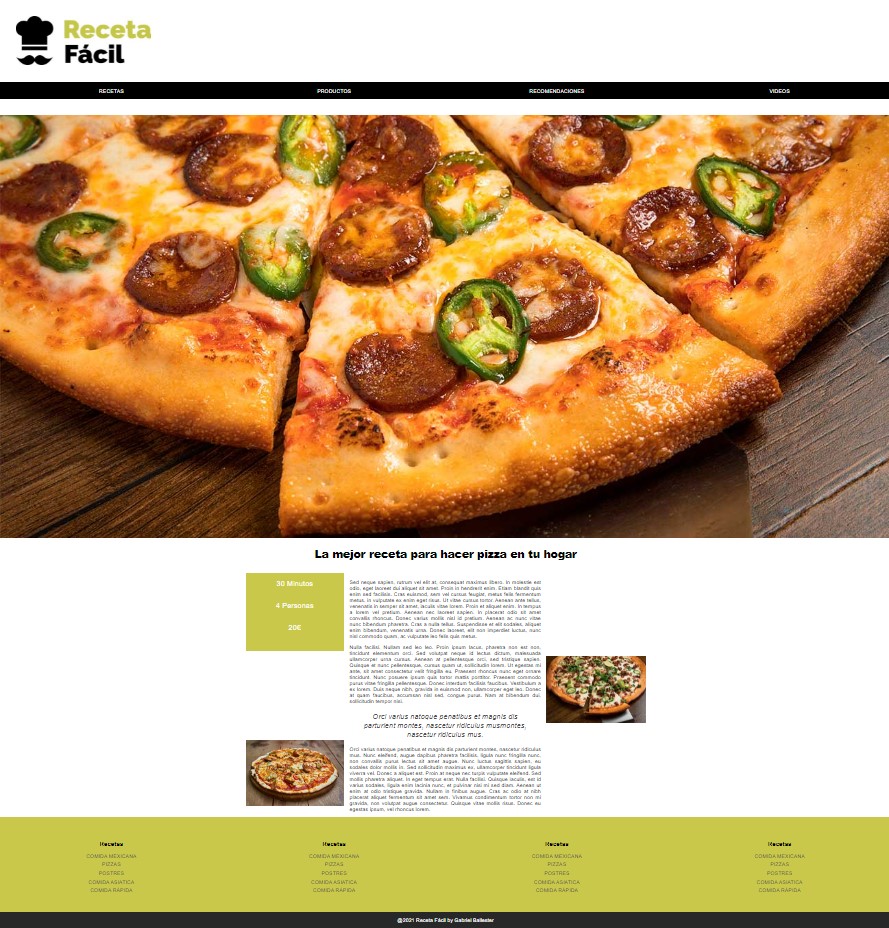 Receta
Fácil
RECETAS PRODUCTOS RECOMENDACIONES VIDEOS
La mejor receta para hacer pizza en tu hogar
30 Minutos
4 Personas
20€
Sed neque sapien, rutrum vel elit at, consequat maximus libero. In molestie est
odio, eget laoreet dui aliquet sit amet. Proin in hendrerit enim. Etiam blandit quis
enim sed facilisis. Cras euismod, sem vel cursus feugiat, metus felis fermentum
metus, in vulputate ex enim eget risus. Ut vitae cursus tortor. Aenean ante tellus,
venenatis in semper sit amet, iaculis vitae lorem. Proin et aliquet enim. In tempus
a lorem vel pretium. Aenean nec laoreet sapien. In placerat odio sit amet
convallis rhoncus. Donec varius mollis nisl id pretium. Aenean ac nunc vitae
nunc bibendum pharetra. Cras a nulla tellus. Suspendisse et elit sodales, aliquet
enim bibendum, venenatis urna. Donec laoreet, elit non imperdiet luctus, nunc
nisl commodo quam, ac vulputate leo felis quis metus.
Nulla facilisi. Nullam sed leo leo. Proin ipsum lacus, pharetra non est non,
tincidunt elementum orci. Sed volutpat neque id lectus dictum, malesuada
ullamcorper urna cursus. Aenean at pellentesque orci, sed tristique sapien.
Quisque at nunc pellentesque, cursus quam ut, sollicitudin lorem. Ut egestas mi
ante, sit amet consectetur velit fringilla eu. Praesent rhoncus nunc eget ornare
tincidunt. Nunc posuere ipsum quis tortor mattis porttitor. Praesent commodo
purus vitae fringilla pellentesque. Donec interdum facilisis faucibus. Vestibulum a
ex lorem. Duis neque nibh, gravida in euismod non, ullamcorper eget leo. Donec
at quam faucibus, accumsan nisl sed, congue purus. Nam at bibendum dui,
sollicitudin tempor nisl.
Orci varius natoque penatibus et magnis dis
parturient montes, nascetur ridiculus musmontes,
nascetur ridiculus mus.
Orci varius natoque penatibus et magnis dis parturient montes, nascetur ridiculus
mus. Nunc eleifend, augue dapibus pharetra facilisis, ligula nunc fringilla nunc,
non convallis purus lectus sit amet augue. Nunc luctus sagittis sapien, eu
sodales dolor mollis in. Sed sollicitudin maximus ex, ullamcorper tincidunt ligula
viverra vel. Donec a aliquet est. Proin at neque nec turpis vulputate eleifend. Sed
mollis pharetra aliquet. In eget tempus erat. Nulla facilisi. Quisque iaculis, est id
varius sodales, ligula enim lacinia nunc, et pulvinar nisl mi sed diam. Aenean ut
enim at odio tristique gravida. Nullam in finibus augue. Cras ac odio at nibh
placerat aliquet fermentum sit amet sem. Vivamus condimentum tortor non mi
gravida, non volutpat augue consectetur. Quisque vitae mollis risus. Donec eu
egestas ipsum, vel rhoncus lorem.
Recetas Recetas Recetas Recetas
COMIDA MEXICANA COMIDA MEXICANA COMIDA MEXICANA COMIDA MEXICANA
PIZZAS PIZZAS PIZZAS PIZZAS
POSTRES POSTRES POSTRES POSTRES
COMIDA ASIATICA COMIDA ASIATICA COMIDA ASIATICA COMIDA ASIATICA
COMIDA RAPIDA COMIDA RAPIDA COMIDA RAPIDA COMIDA RAPIDA
@2021 Receta Fácil by Gabriel Ballester